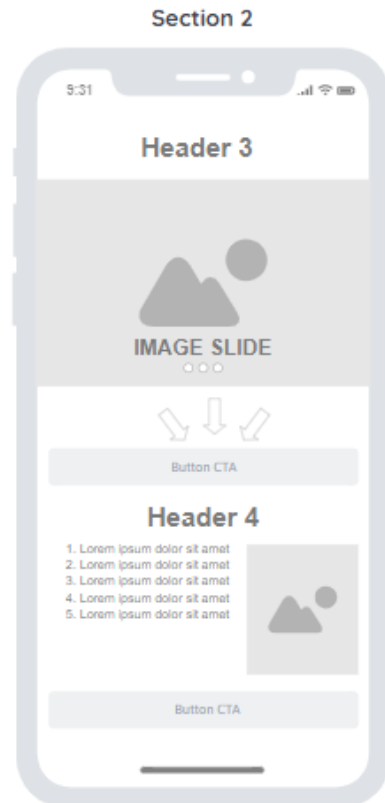 Section 2
9:31
Header 3
IMAGE SLIDE
Button CTA
Header 4
1. Lorem ipsum dolor sit amet
2. Lorem ipsum dolor sit amet
3. Lorem ipsum dolor sit amet
4. Lorem ipsum dolor sit amet
5. Lorem ipsum dolor sit amet
Button CTA